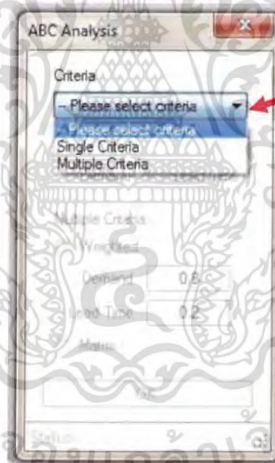 ABC Analysis
Criteria
-- Please select criteria
-- Please select criteria
Single Criteria
Multiple Criteria
Multiple Criteria
Weighted
Demand 0.8
Lead Time 0.2
Status